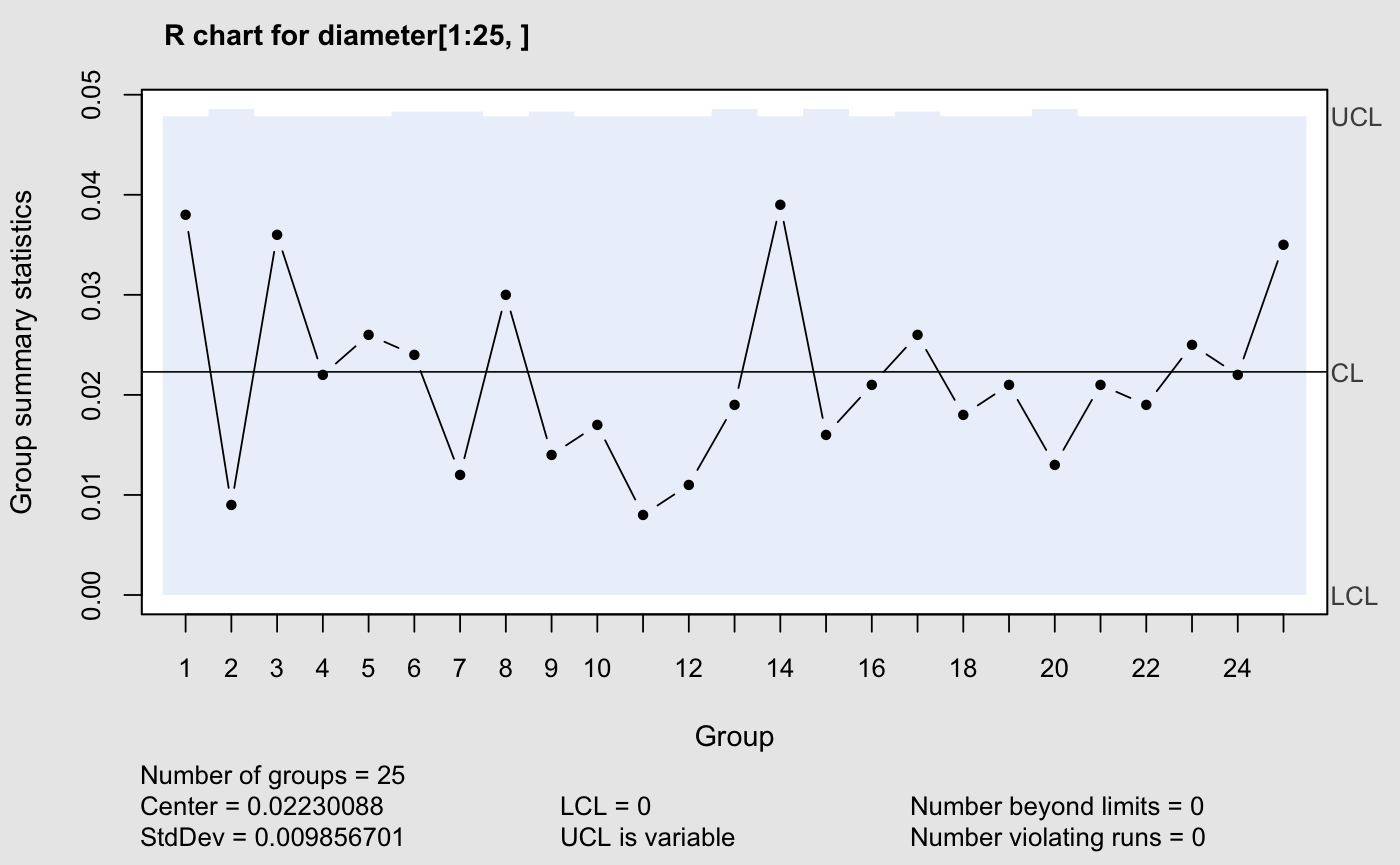 R chart for diameter[1:25, ]
Group summary statistics
0.05
0.04
0.03
0.02
0.01
0.00
UCL
CL
LCL
1 2 3 4 5 6 7 8 9 10 12 14 16 18 20 22 24
Group
Number of groups = 25
Center = 0.02230088 LCL = 0 Number beyond limits = 0
StdDev = 0.009856701 UCL is variable Number violating runs = 0